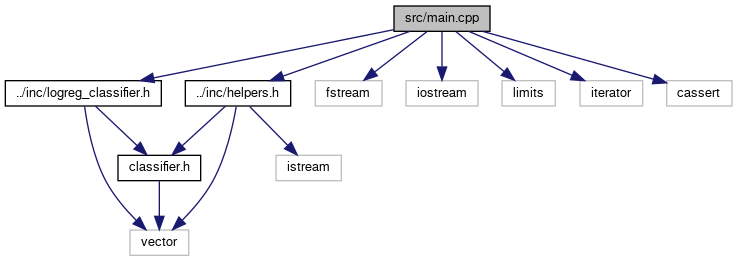 src/main.cpp
../inc/logreg_classifier.h
../inc/helpers.h
fstream
iostream
limits
iterator
cassert
classifier.h
istream
vector